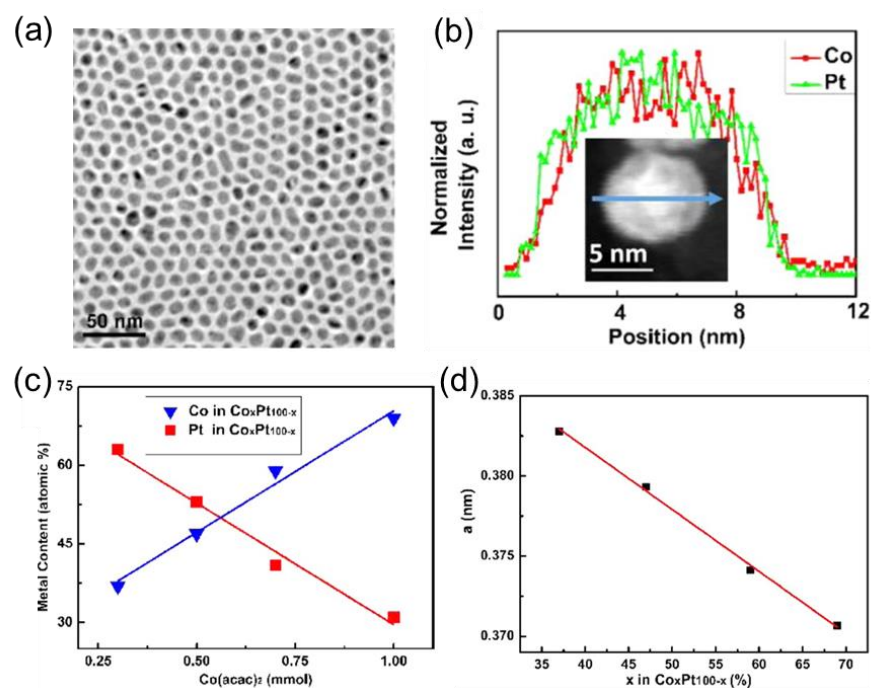 (a)
50 nm
(b)
Normalized
Intensity (a. u.)
Co
Pt
5 nm
0 4 8 12
Position (nm)
(c)
Metal Content (atomic %)
75
60
45
30
Co in CoxPt100-x
Pt in CoxPt100-x
0.25 0.50 0.75 1.00
Co(acac)2 (mmol)
(d)
a (nm)
0.385
0.380
0.375
0.370
35 40 45 50 55 60 65 70
x in CoxPt100-x (%)